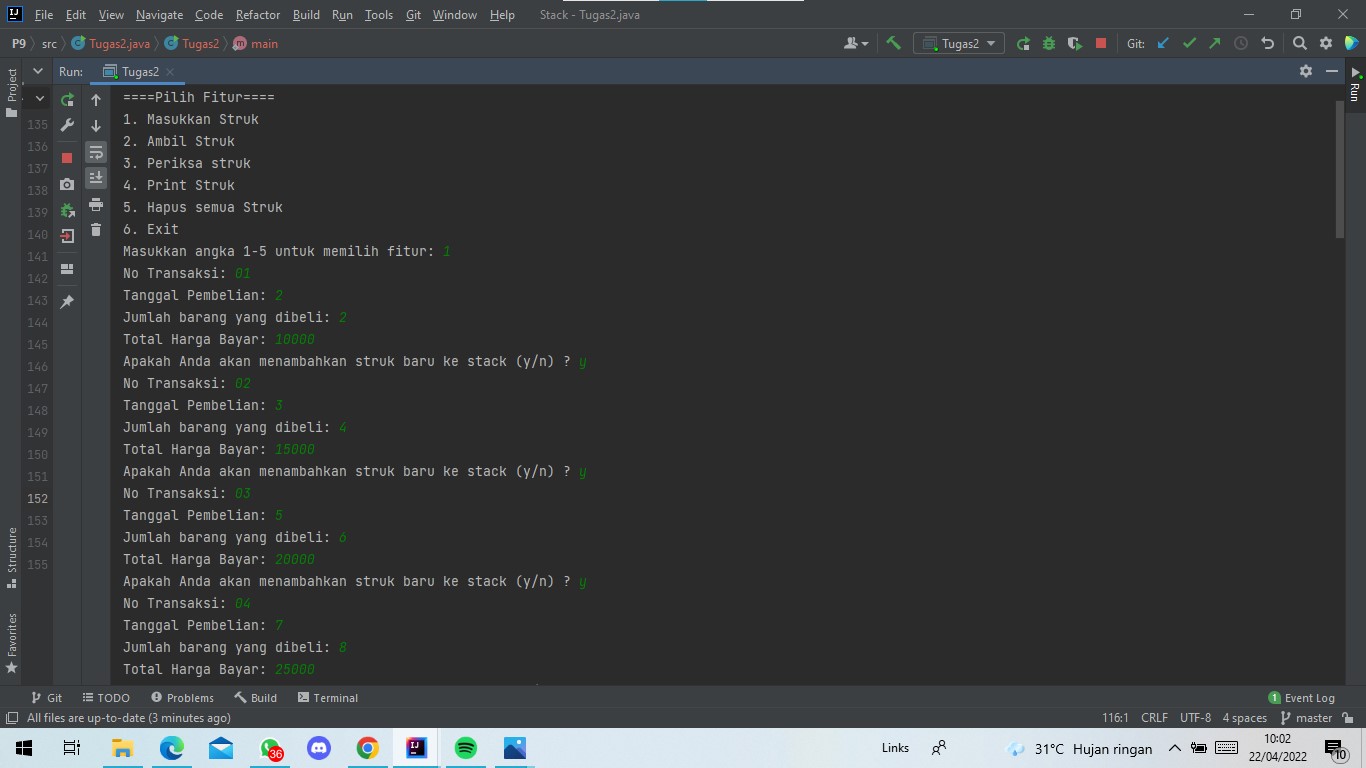 File Edit View Navigate Code Refactor Build Run Tools Git Window Help Stack - Tugas2.java
P9 src Tugas2.java Tugas2 main Tugas2 Git:
Project
Run: Tugas2
Run
====Pilih Fitur====
1. Masukkan Struk
135
2. Ambil Struk
136
3. Periksa struk
137
4. Print Struk
138
5. Hapus semua Struk
139
6. Exit
140
Masukkan angka 1-5 untuk memilih fitur: 1
141
No Transaksi: 01
142
Tanggal Pembelian: 2
143
Jumlah barang yang dibeli: 2
144
Total Harga Bayar: 10000
145
Apakah Anda akan menambahkan struk baru ke stack (y/n) ? y
146
No Transaksi: 02
147
Tanggal Pembelian: 3
148
Jumlah barang yang dibeli: 4
149
Total Harga Bayar: 15000
150
Apakah Anda akan menambahkan struk baru ke stack (y/n) ? y
151
No Transaksi: 03
152
Tanggal Pembelian: 5
153
Jumlah barang yang dibeli: 6
154
Total Harga Bayar: 20000
155
Apakah Anda akan menambahkan struk baru ke stack (y/n) ? y
No Transaksi: 04
Tanggal Pembelian: 7
Jumlah barang yang dibeli: 8
Total Harga Bayar: 25000
Structure
Favorites
Git TODO Problems Build Terminal 1 Event Log
All files are up-to-date (3 minutes ago) 116:1 CRLF UTF-8 4 spaces master
36 Links 31°C Hujan ringan 10:02
22/04/2022 10